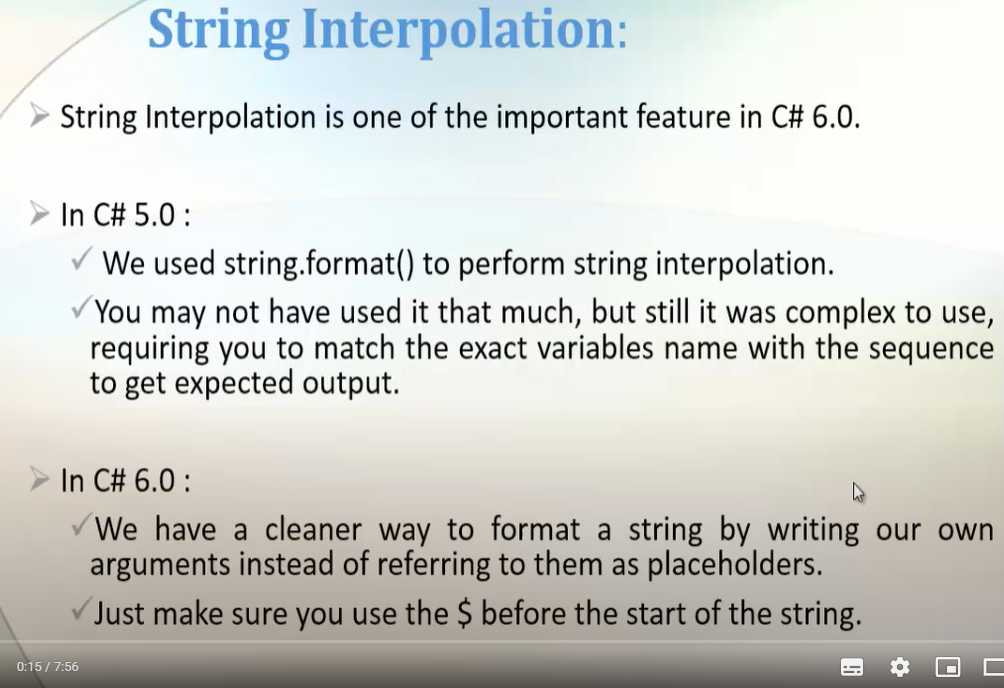 String Interpolation:
String Interpolation is one of the important feature in C# 6.0.
In C# 5.0 :
We used string.format() to perform string interpolation.
You may not have used it that much, but still it was complex to use,
requiring you to match the exact variables name with the sequence
to get expected output.
In C# 6.0 :
We have a cleaner way to format a string by writing our own
arguments instead of referring to them as placeholders.
Just make sure you use the $ before the start of the string.
0:15 / 7:56